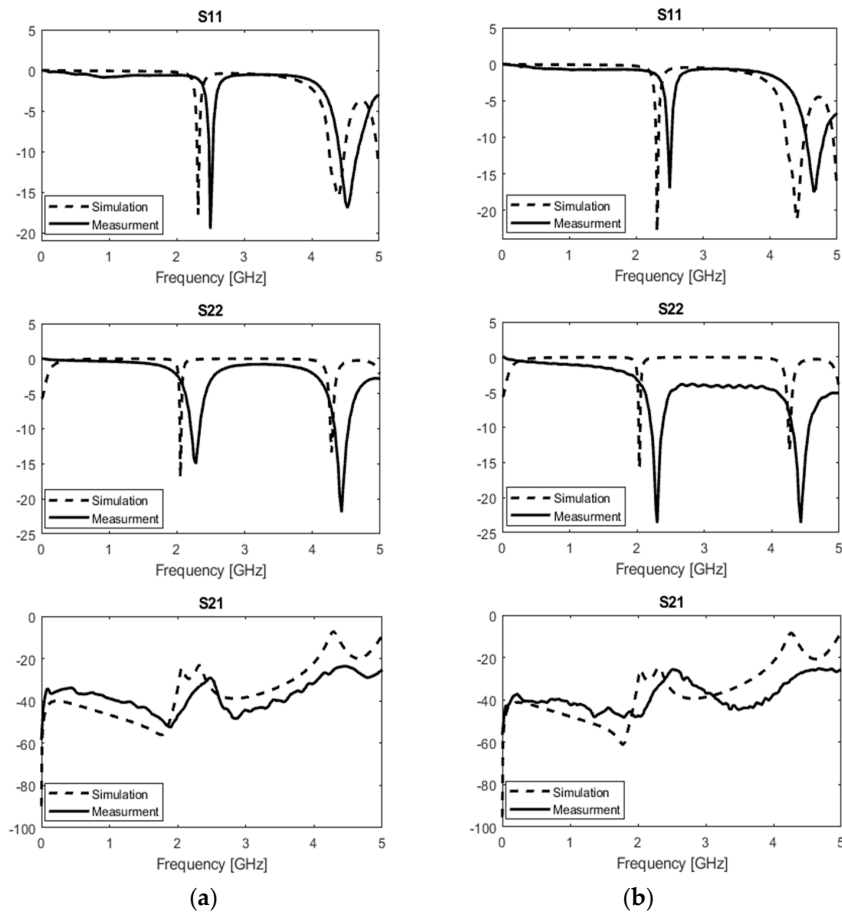 S11
5
0
-5
-10
-15
-20
Simulation
Measurment
0 1 2 3 4 5
Frequency [GHz]
S11
5
0
-5
-10
-15
-20
Simulation
Measurment
0 1 2 3 4 5
Frequency [GHz]
S22
5
0
-5
-10
-15
-20
-25
Simulation
Measurment
0 1 2 3 4 5
Frequency [GHz]
S22
5
0
-5
-10
-15
-20
-25
Simulation
Measurment
0 1 2 3 4 5
Frequency [GHz]
S21
0
-20
-40
-60
-80
-100
Simulation
Measurment
0 1 2 3 4 5
Frequency [GHz]
S21
0
-20
-40
-60
-80
-100
Simulation
Measurment
0 1 2 3 4 5
Frequency [GHz]
(a)
(b)